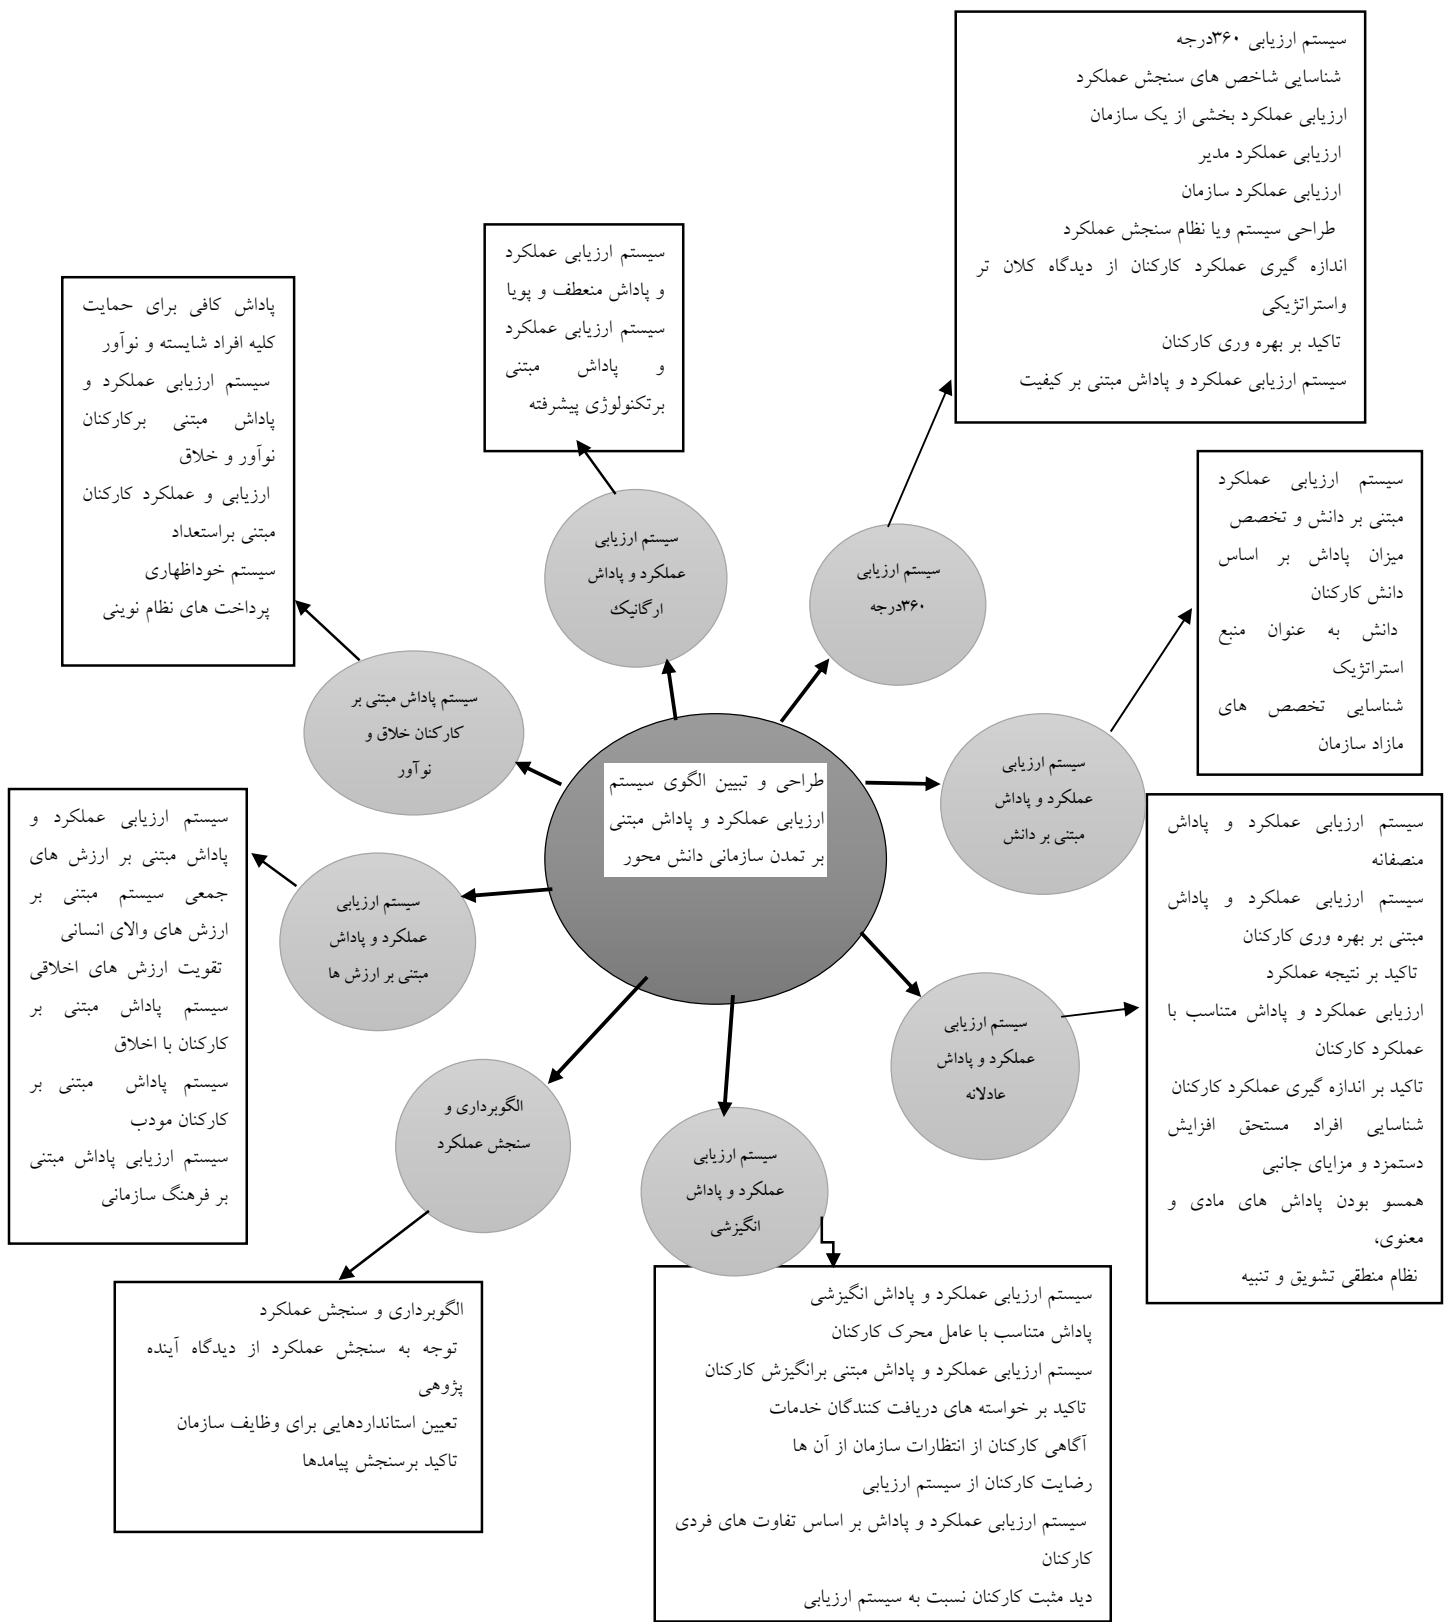 سیستم ارزیابی ۳۶۰درجه
شناسایی شاخص های سنجش عملکرد
ارزیابی عملکرد بخشی از یک سازمان
ارزیابی عملکرد مدیر
ارزیابی عملکرد سازمان
طراحی سیستم ویا نظام سنجش عملکرد
اندازه گیری عملکرد کارکنان از دیدگاه کلان تر
واستراتژیکی
تاکید بر بهره وری کارکنان
سیستم ارزیابی عملکرد و پاداش مبتنی بر کیفیت
سیستم ارزیابی عملکرد
و پاداش منعطف و پویا
سیستم ارزیابی عملکرد
و پاداش مبتنی
برتکنولوژی پیشرفته
پاداش کافی برای حمایت
کلیه افراد شایسته و نوآور
سیستم ارزیابی عملکرد و
پاداش مبتنی برکارکنان
نوآور و خلاق
ارزیابی و عملکرد کارکنان
مبتنی براستعداد
سیستم خوداظهاری
پرداخت های نظام نوینی
سیستم ارزیابی عملکرد
مبتنی بر دانش و تخصص
میزان پاداش بر اساس
دانش کارکنان
دانش به عنوان منبع
استراتژیک
شناسایی تخصص های
مازاد سازمان
سیستم ارزیابی
عملکرد و پاداش
ارگانیک
سیستم ارزیابی
۳۶۰درجه
سیستم پاداش مبتنی بر
کارکنان خلاق و
نوآور
سیستم ارزیابی
عملکرد و پاداش
مبتنی بر دانش
طراحی و تبیین الگوی سیستم
ارزیابی عملکرد و پاداش مبتنی
بر تمدن سازمانی دانش محور
سیستم ارزیابی عملکرد و پاداش
منصفانه
سیستم ارزیابی عملکرد و پاداش
مبتنی بر بهره وری کارکنان
تاکید بر نتیجه عملکرد
ارزیابی عملکرد و پاداش متناسب با
عملکرد کارکنان
تاکید بر اندازه گیری عملکرد کارکنان
شناسایی افراد مستحق افزایش
دستمزد و مزایای جانبی
همسو بودن پاداش های مادی و
معنوی،
نظام منطقی تشویق و تنبیه
سیستم ارزیابی عملکرد و
پاداش مبتنی بر ارزش های
جمعی سیستم مبتنی بر
ارزش های والای انسانی
تقویت ارزش های اخلاقی
سیستم پاداش مبتنی بر
کارکنان با اخلاق
سیستم پاداش مبتنی بر
کارکنان مودب
سیستم ارزیابی پاداش مبتنی
بر فرهنگ سازمانی
سیستم ارزیابی
عملکرد و پاداش
مبتنی بر ارزش ها
سیستم ارزیابی
عملکرد و پاداش
عادلانه
الگوبرداری و
سنجش عملکرد
سیستم ارزیابی
عملکرد و پاداش
انگیزشی
الگوبرداری و سنجش عملکرد
توجه به سنجش عملکرد از دیدگاه آینده
پژوهی
تعیین استانداردهایی برای وظایف سازمان
تاکید برسنجش پیامدها
سیستم ارزیابی عملکرد و پاداش انگیزشی
پاداش متناسب با عامل محرک کارکنان
سیستم ارزیابی عملکرد و پاداش مبتنی برانگیزش کارکنان
تاکید بر خواسته های دریافت کنندگان خدمات
آگاهی کارکنان از انتظارات سازمان از آن ها
رضایت کارکنان از سیستم ارزیابی
سیستم ارزیابی عملکرد و پاداش بر اساس تفاوت های فردی
کارکنان
دید مثبت کارکنان نسبت به سیستم ارزیابی